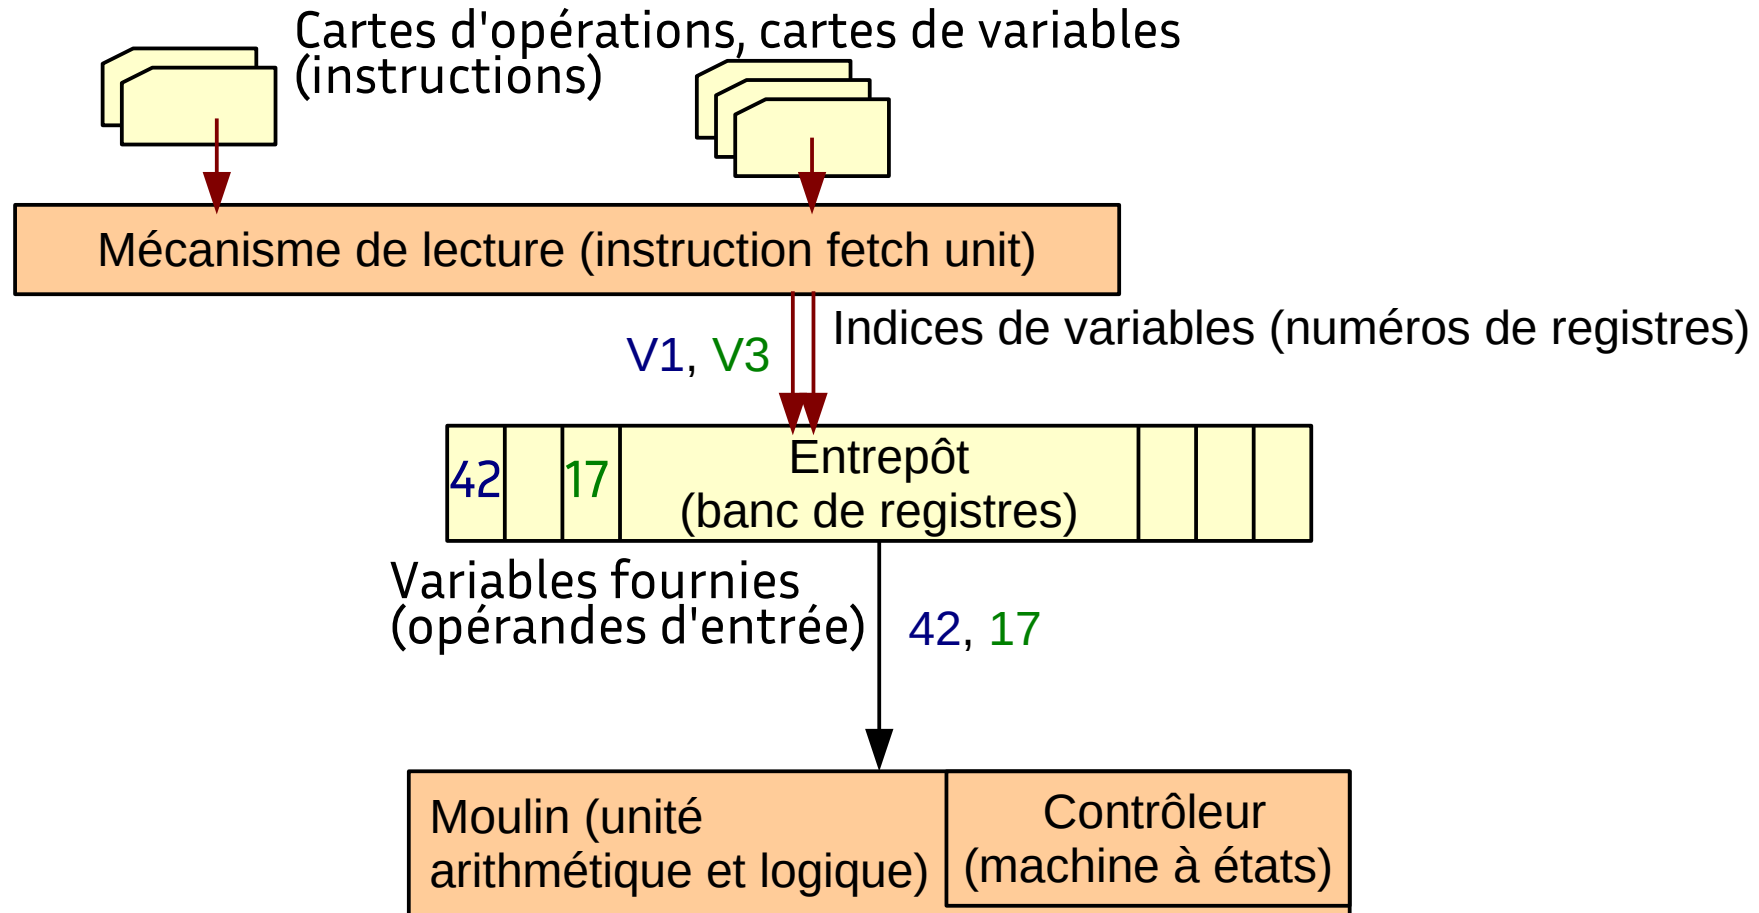 Cartes d'opérations, cartes de variables
(instructions)
Mécanisme de lecture (instruction fetch unit)
Indices de variables (numéros de registres)
V1, V3
42
17
Entrepôt
(banc de registres)
Variables fournies
(opérandes d'entrée)
42, 17
Moulin (unité
arithmétique et logique)
Contrôleur
(machine à états)